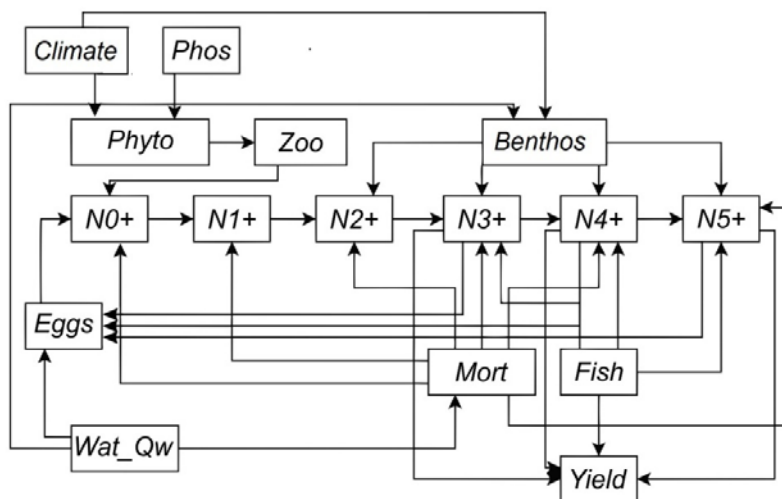 Climate
Phos
Phyto
Zoo
Benthos
N0+
N1+
N2+
N3+
N4+
N5+
Eggs
Mort
Fish
Wat_Qw
Yield